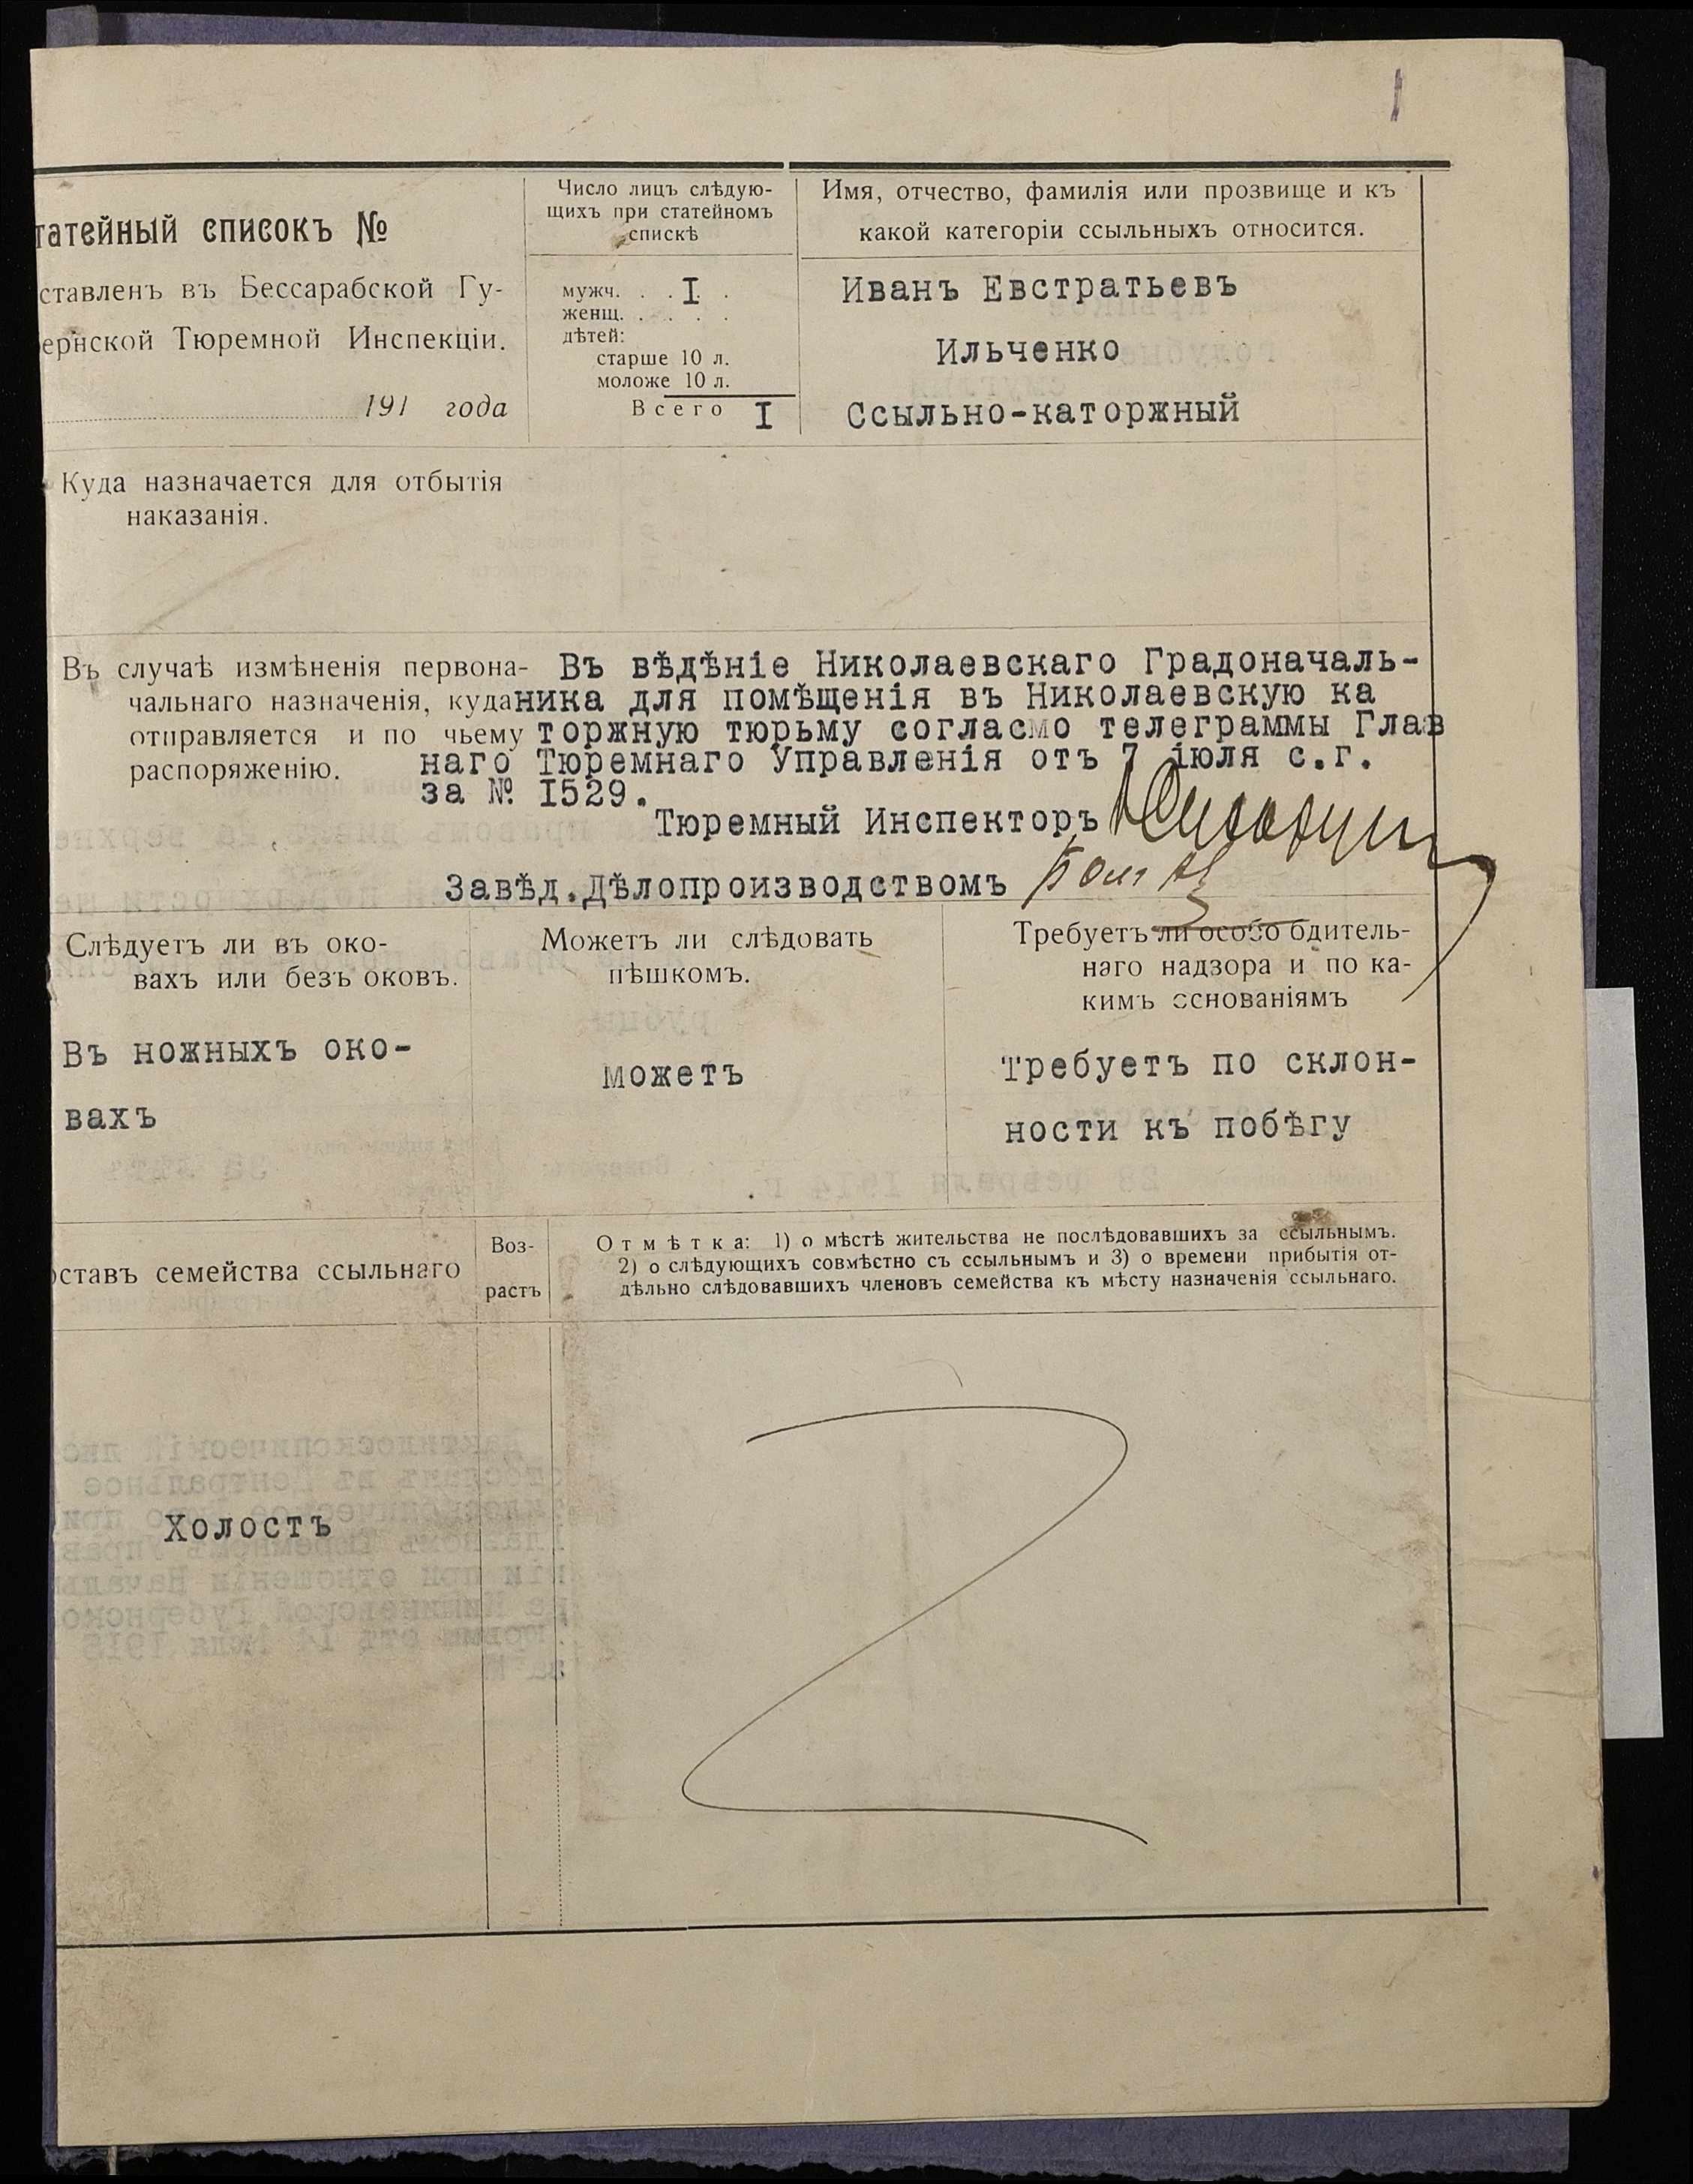 татейный списокъ №
ставленъ въ Бессарабской Гу-
ернской Тюремной Инспекціи.
191 года
Число лицъ слѣдую-
щихъ при статейномъ
спискѣ
мужч. . . I .
женщ. . . . .
дѣтей:
старше 10 л.
моложе 10 л.
Всего I
Имя, отчество, фамилія или прозвище и къ
какой категоріи ссыльныхъ относится.
Иванъ Евстратьевъ
Ильченко
Ссыльно-каторжный
Куда назначается для отбытія
наказанія.
Въ случаѣ измѣненія первона-
чальнаго назначенія, куда
отправляется и по чьему
распоряженію.
Въ вѣдѣніе Николаевскаго Градоначаль-
ника для помѣщенія въ Николаевскую ка
торжную тюрьму согласмо телеграммы Глав
наго Тюремнаго Управленія отъ 7 іюля с.г.
за № I529.
Тюремный Инспекторъ
Завѣд.Дѣлопроизводствомъ
Слѣдуетъ ли въ око-
вахъ или безъ оковъ.
Въ ножныхъ око-
вахъ
Можетъ ли слѣдовать
пѣшкомъ.
можетъ
Требуетъ ли особо бдитель-
наго надзора и по ка-
кимъ основаніямъ
Требуетъ по склон-
ности къ побѣгу
оставъ семейства ссыльнаго
Воз-
растъ
Отмѣтка: 1) о мѣстѣ жительства не послѣдовавшихъ за ссыльнымъ.
2) о слѣдующихъ совмѣстно съ ссыльнымъ и 3) о времени прибытія от-
дѣльно слѣдовавшихъ членовъ семейства къ мѣсту назначенія ссыльнаго.
Холостъ